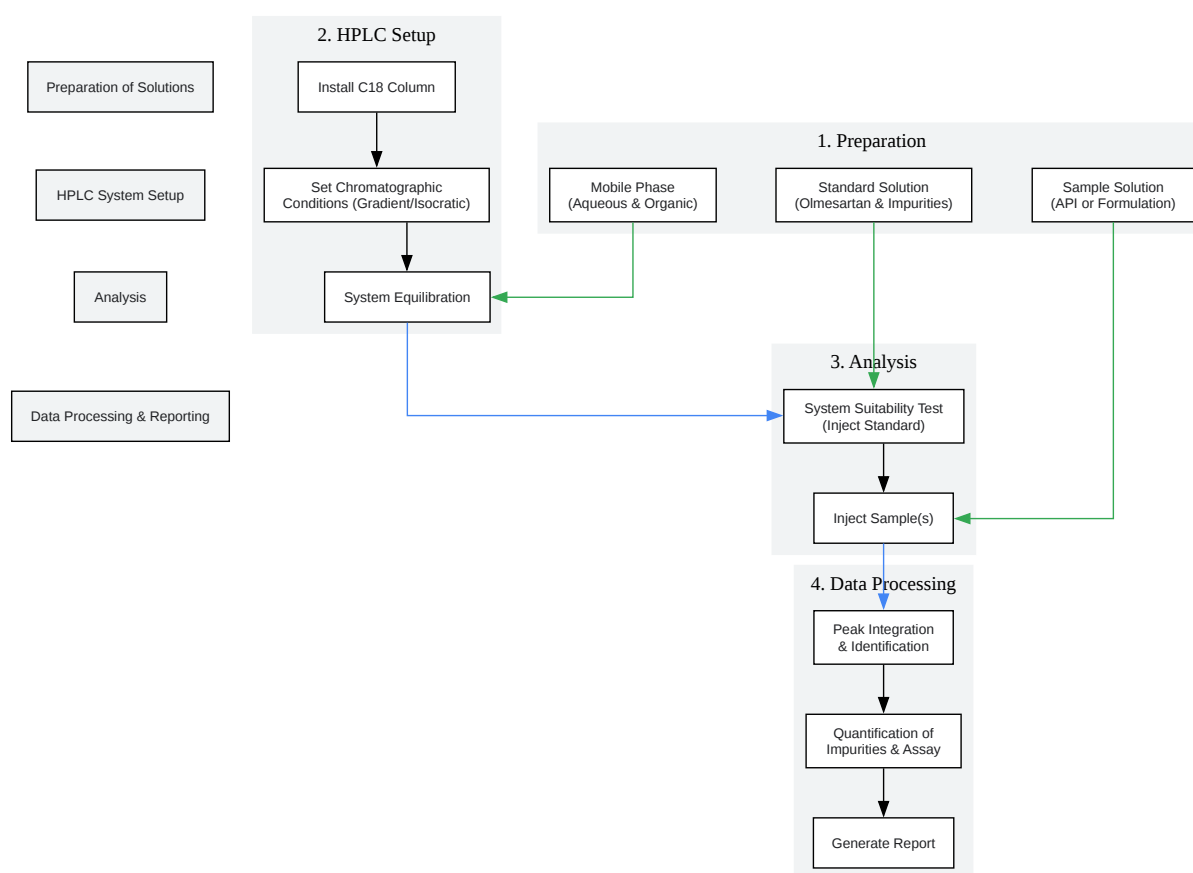 Preparation of Solutions
HPLC System Setup
Analysis
Data Processing & Reporting
2. HPLC Setup
Install C18 Column
Set Chromatographic
Conditions (Gradient/Isocratic)
System Equilibration
1. Preparation
Mobile Phase
(Aqueous & Organic)
Standard Solution
(Olmesartan & Impurities)
Sample Solution
(API or Formulation)
3. Analysis
System Suitability Test
(Inject Standard)
Inject Sample(s)
4. Data Processing
Peak Integration
& Identification
Quantification of
Impurities & Assay
Generate Report